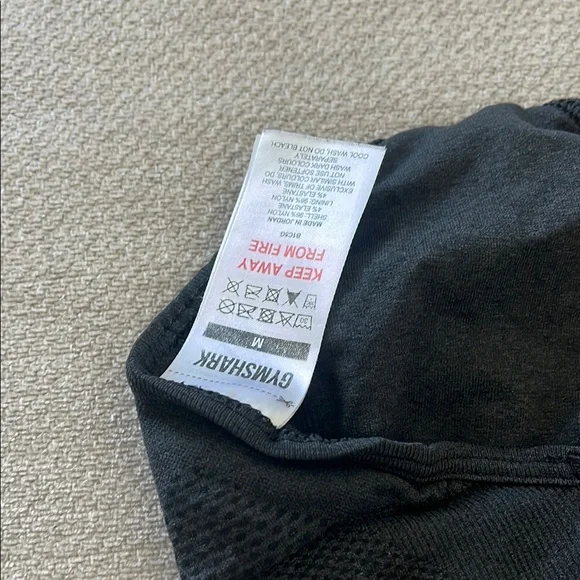 GYMSHARK
M
30
KEEP AWAY
FROM FIRE
B1C5G
MADE IN JORDAN
SHELL: 96% NYLON
4% ELASTANE
LINING: 96% NYLON
4% ELASTANE
EXCLUSIVE OF TRIMS. WASH
WITH SIMILAR COLOURS. DO
NOT USE SOFTENER
WASH DARK COLOURS
SEPARATELY
COOL WASH, DO NOT BLEACH,